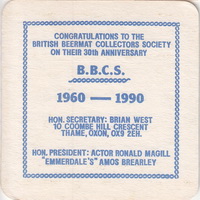 CONGRATULATIONS TO THE
BRITISH BEERMAT COLLECTORS SOCIETY
ON THEIR 30th ANNIVERSARY
B.B.C.S.
1960 — 1990
HON. SECRETARY: BRIAN WEST
10 COOMBE HILL CRESCENT
THAME, OXON, OX9 2EH.
HON. PRESIDENT: ACTOR RONALD MAGILL
"EMMERDALE'S" AMOS BREARLEY